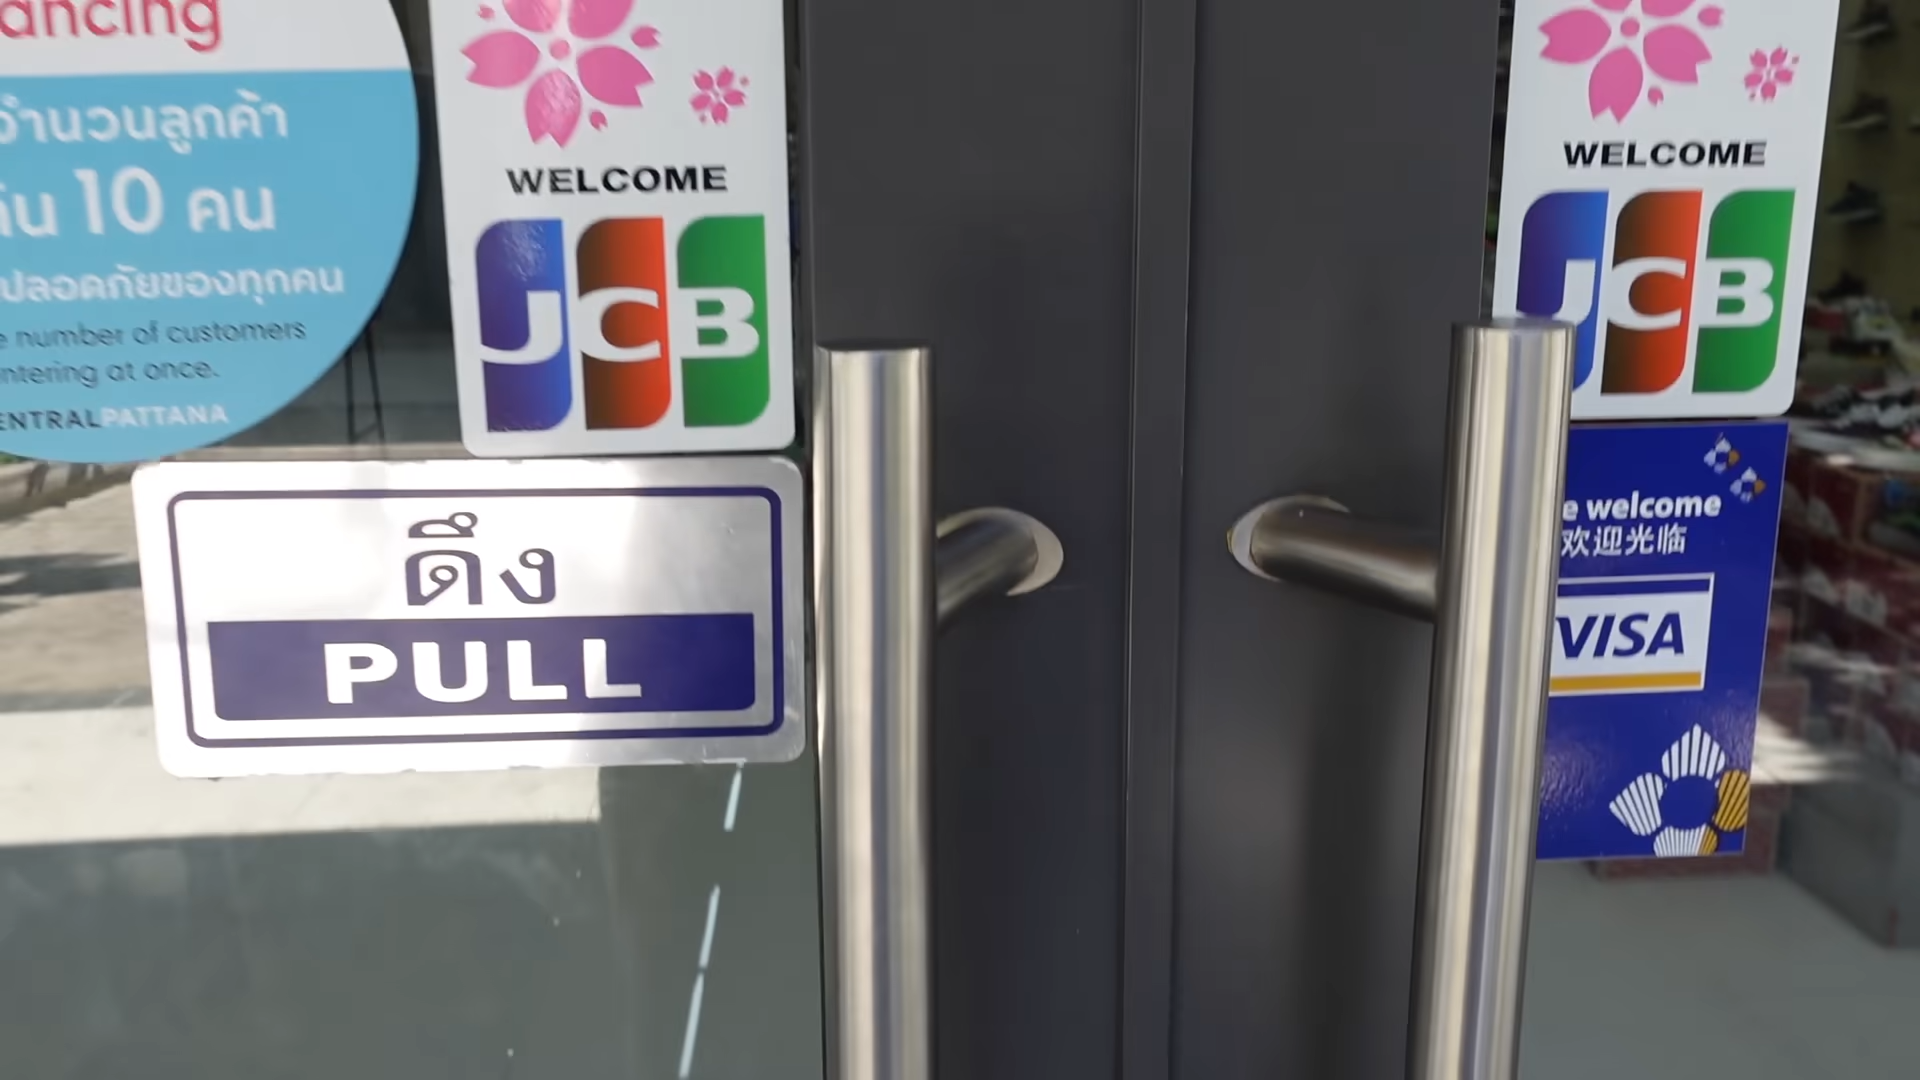 ancing
จำนวนลูกค้า
กิน 10 คน
ปลอดภัยของทุกคน
number of customers
ntering at once.
ENTRALPATTANA
WELCOME
JCB
ดึง
PULL
WELCOME
JCB
e welcome
欢迎光临
VISA